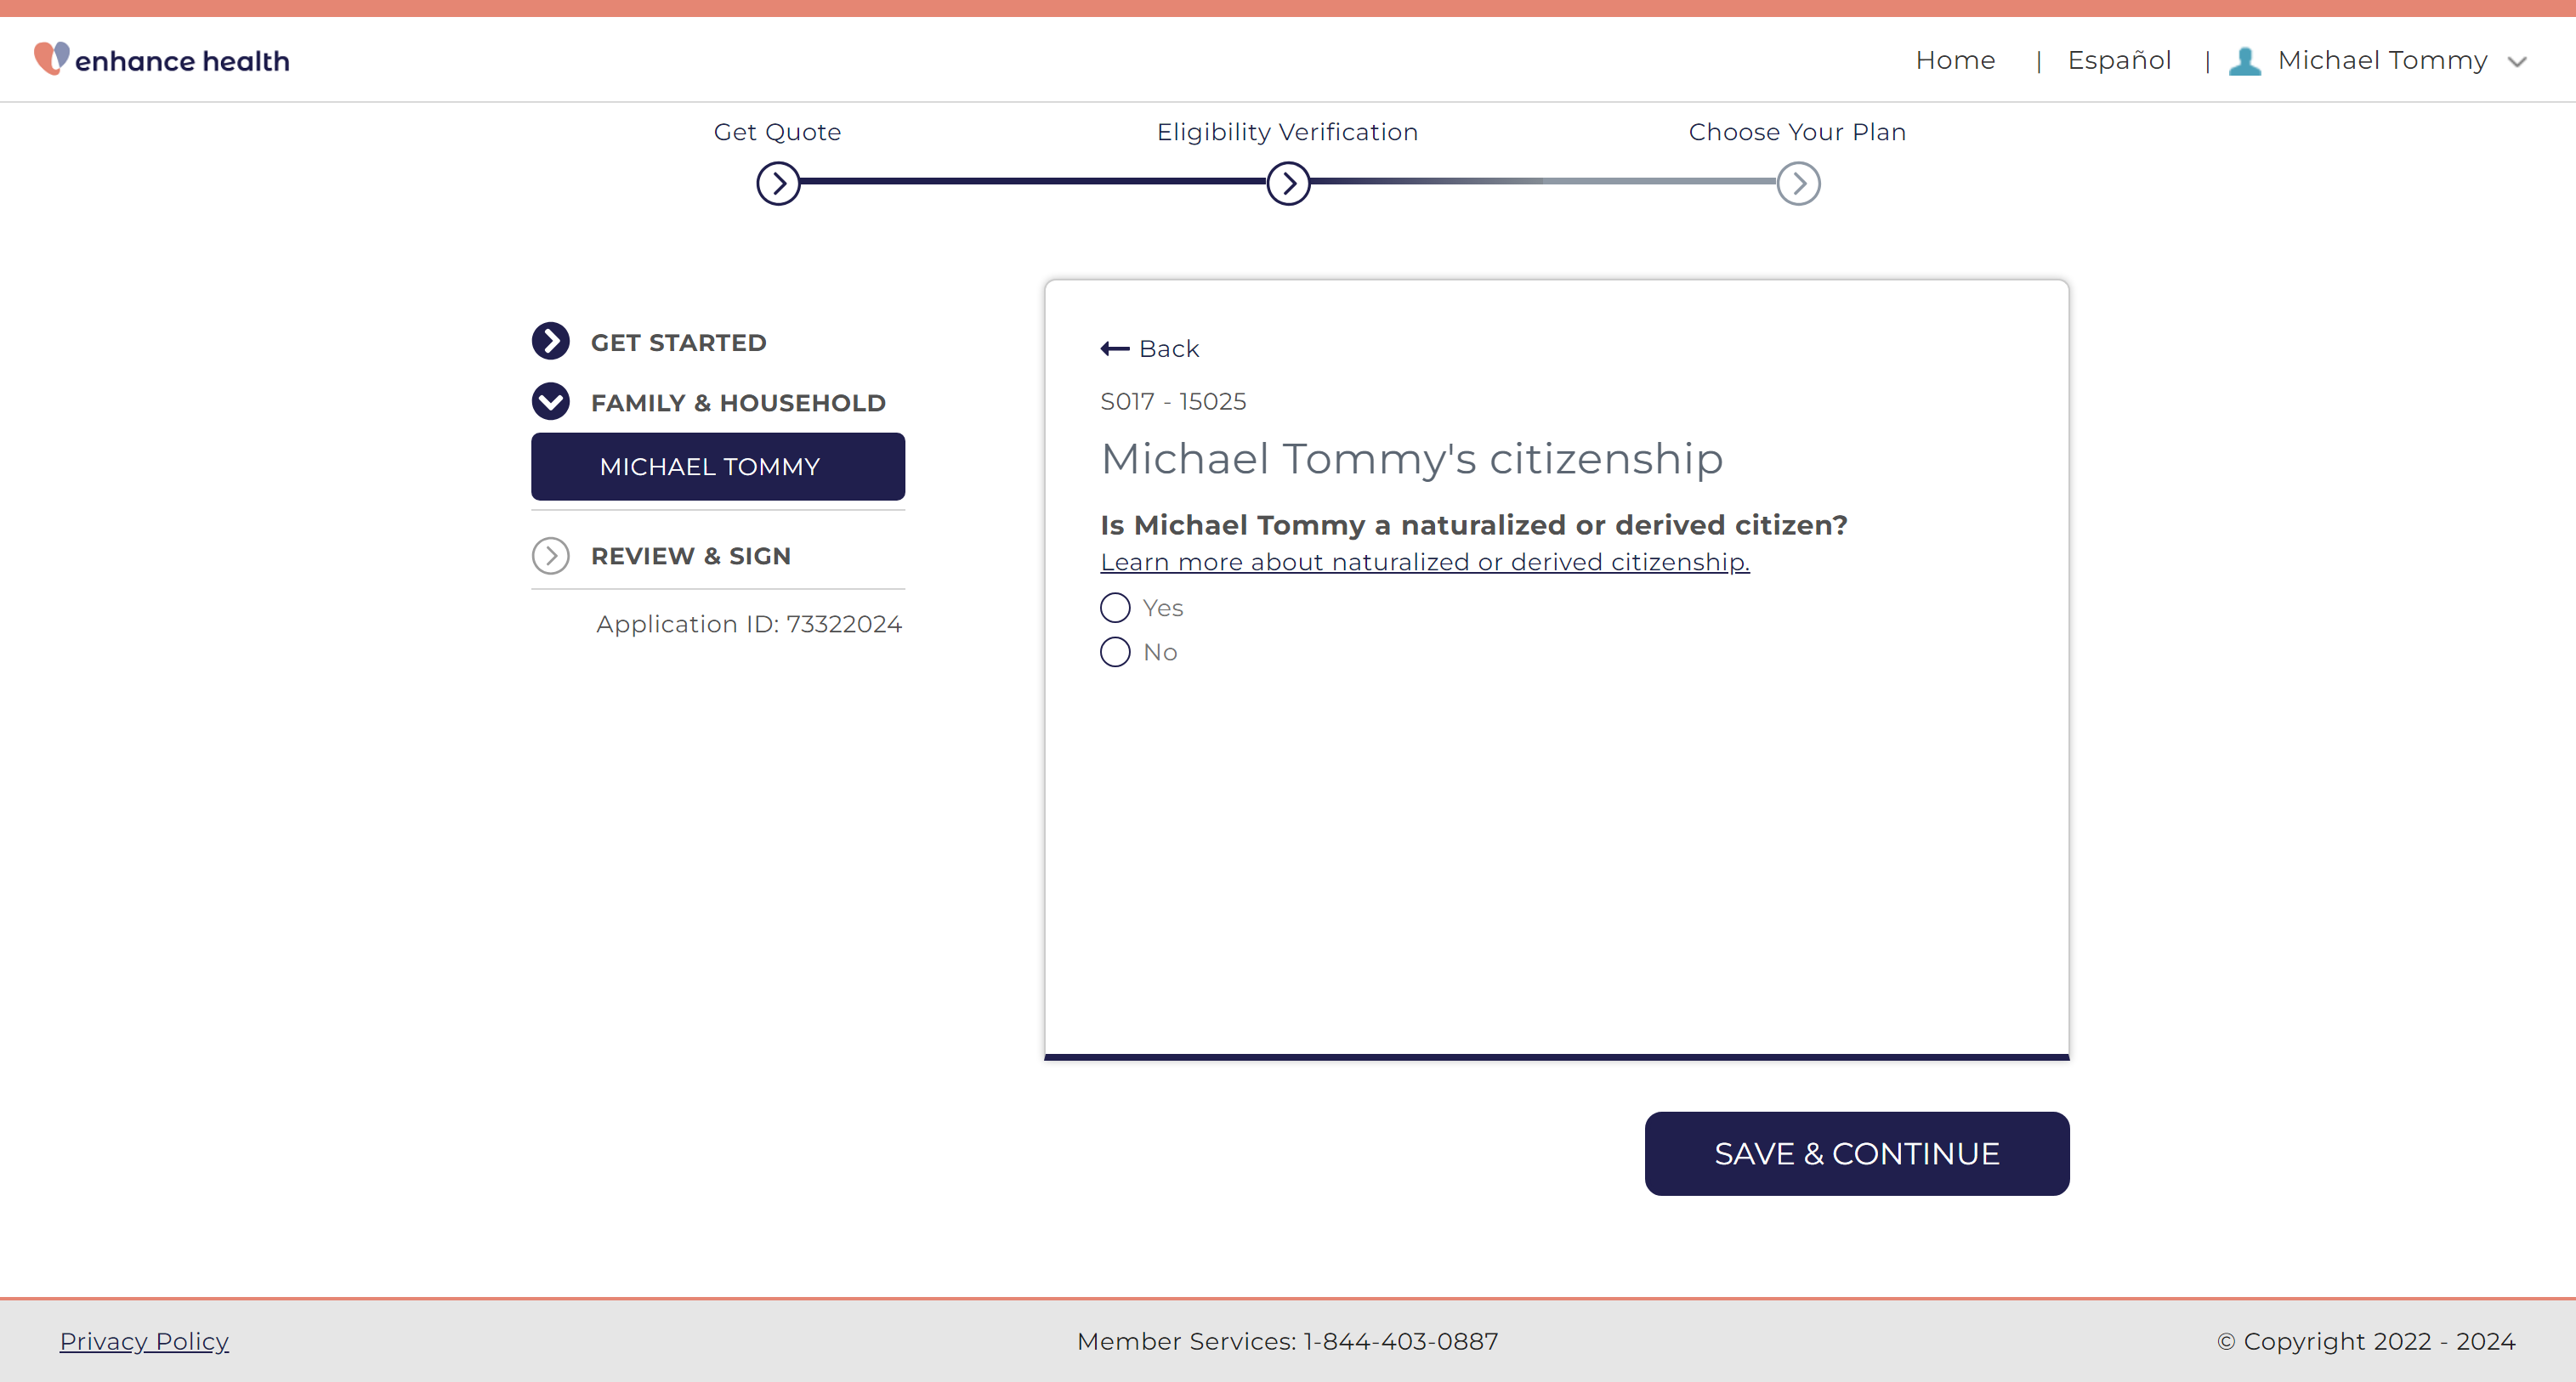 enhance health
Home | Español | Michael Tommy
Get Quote
Eligibility Verification
Choose Your Plan
GET STARTED
FAMILY & HOUSEHOLD
MICHAEL TOMMY
REVIEW & SIGN
Application ID: 73322024
Back
S017 - 15025
Michael Tommy's citizenship
Is Michael Tommy a naturalized or derived citizen?
Learn more about naturalized or derived citizenship.
Yes
No
SAVE & CONTINUE
Privacy Policy
Member Services: 1-844-403-0887
© Copyright 2022 - 2024